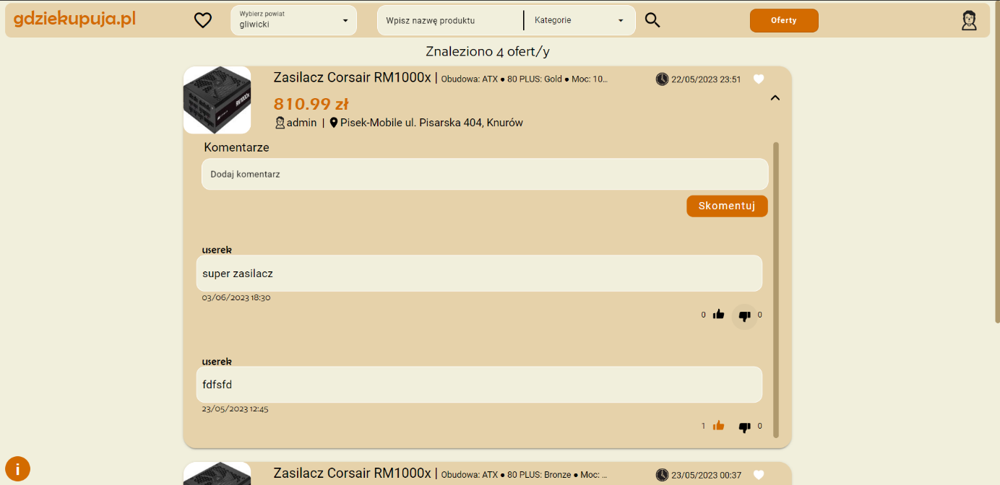 gdziekupuja.pl
Wybierz powiat
gliwicki
Wpisz nazwę produktu
Kategorie
Oferty
Znaleziono 4 ofert/y
Zasilacz Corsair RM1000x | Obudowa: ATX ● 80 PLUS: Gold ● Moc: 10...
22/05/2023 23:51
RM1000x
810.99 zł
admin | Pisek-Mobile ul. Pisarska 404, Knurów
Komentarze
Dodaj komentarz
Skomentuj
userek
super zasilacz
03/06/2023 18:30
0 0
userek
fdfsfd
23/05/2023 12:45
1 0
i
Zasilacz Corsair RM1000x | Obudowa: ATX ● 80 PLUS: Bronze ● Moc: ...
23/05/2023 00:37